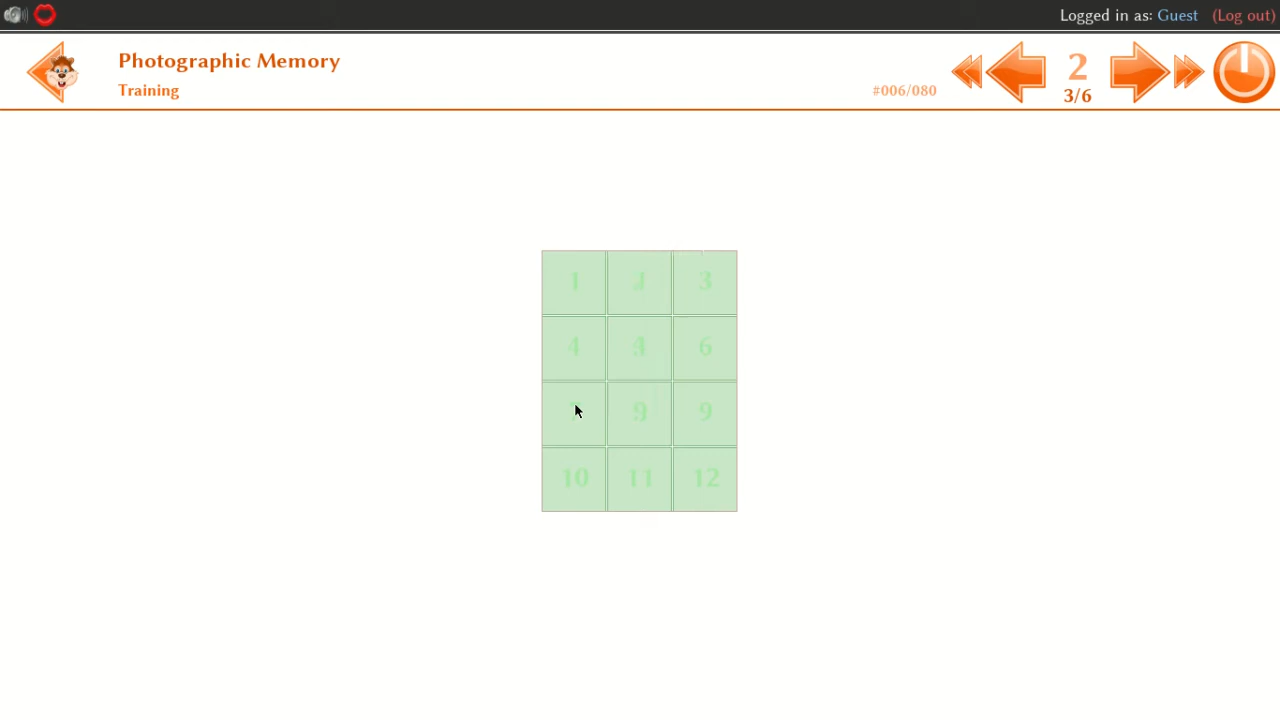 Logged in as: Guest (Log out)
Photographic Memory
Training
#006/080
2
3/6
1 3
4 6
9 9
10 11 12